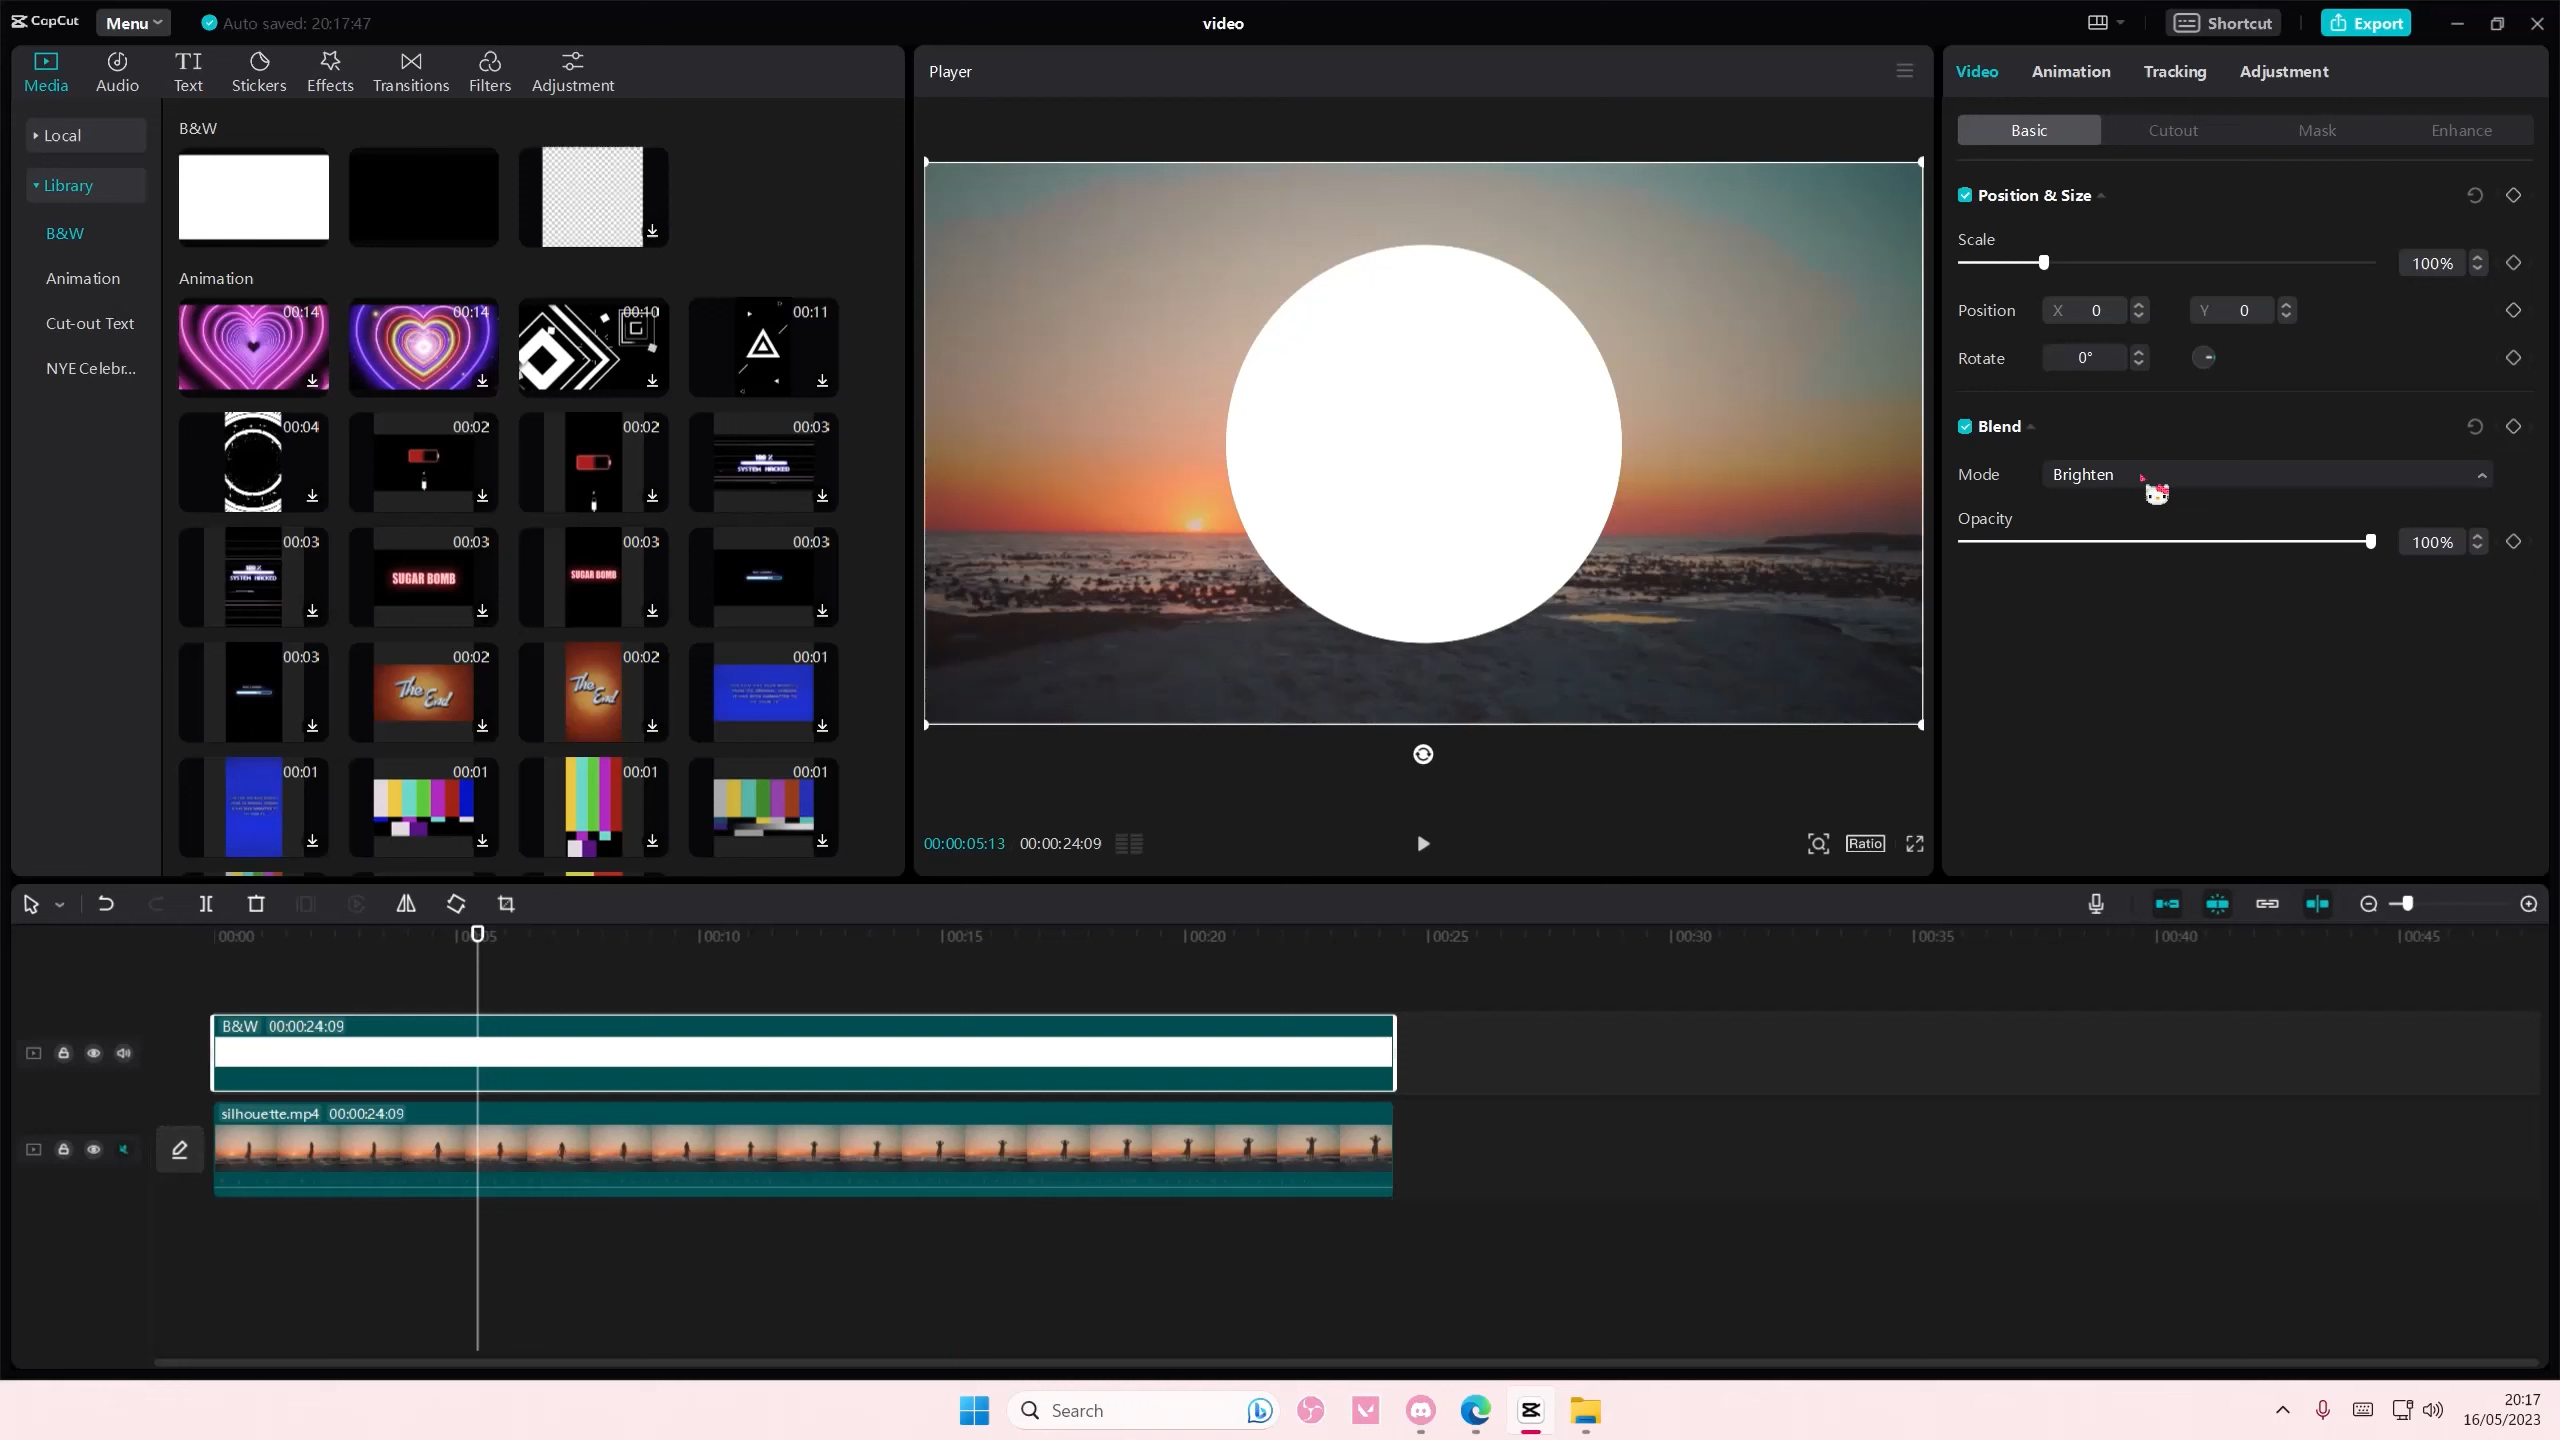 CapCut
Menu
Auto saved: 20:17:47
video
Shortcut
Export
Media
Audio
TI
Text
Stickers
Effects
Transitions
Filters
Adjustment
Local
Library
B&W
Animation
Cut-out Text
NYE Celebr...
B&W
Animation
00:14
00:14
00:10
00:11
00:04
00:02
00:02
00:03
100 %
SYSTEM HACKED
00:03
00:03
00:03
00:03
100 %
SYSTEM HACKED
SUGAR BOMB
SUGAR BOMB
00:03
00:02
00:02
00:01
The End
The End
00:01
00:01
00:01
00:01
Player
00:00:05:13
00:00:24:09
Ratio
Video
Animation
Tracking
Adjustment
Basic
Cutout
Mask
Enhance
Position & Size
Scale
100%
Position
X 0
Y 0
Rotate
0°
Blend
Mode
Brighten
Opacity
100%
00:00
00:05
00:10
00:15
00:20
00:25
00:30
00:35
00:40
00:45
B&W 00:00:24:09
silhouette.mp4 00:00:24:09
Search
20:17
16/05/2023